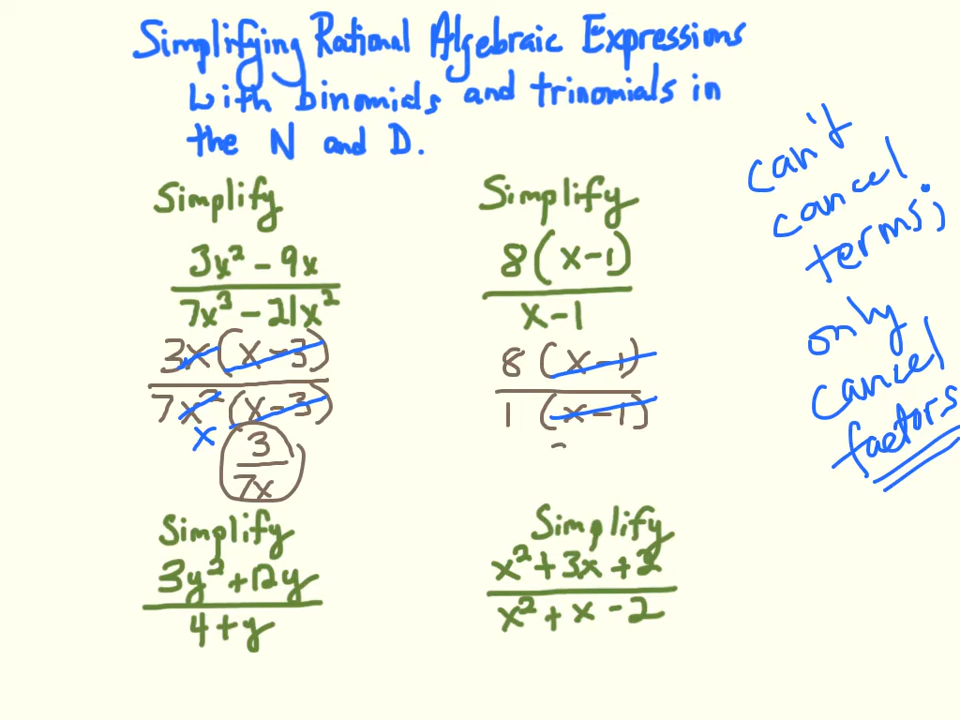 Simplifying Rational Algebraic Expressions
with binomials and trinomials in
the N and D.
can't
cancel
terms;
only
cancel
factors
Simplify
3x² - 9x
7x³ - 21x²
3x(x-3)
7x²(x-3)
x
3
7x
Simplify
8(x-1)
x-1
8(x-1)
1(x-1)
Simplify
3y²+12y
4+y
Simplify
x²+3x+2
x²+x-2